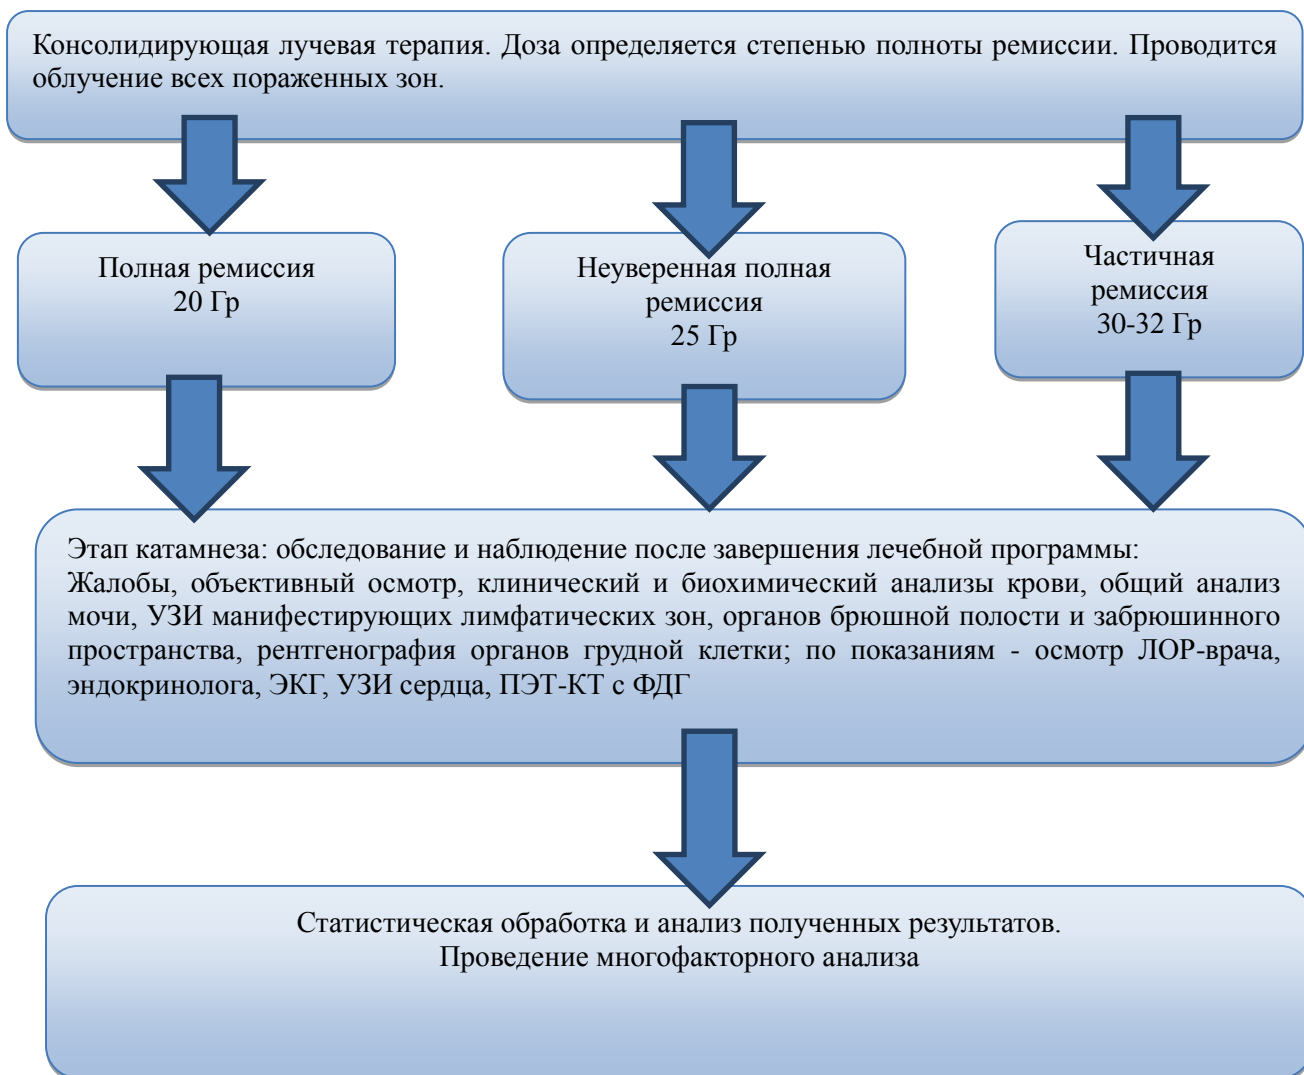 Консолидирующая лучевая терапия. Доза определяется степенью полноты ремиссии. Проводится
облучение всех пораженных зон.
Полная ремиссия
20 Гр
Неуверенная полная
ремиссия
25 Гр
Частичная
ремиссия
30-32 Гр
Этап катамнеза: обследование и наблюдение после завершения лечебной программы:
Жалобы, объективный осмотр, клинический и биохимический анализы крови, общий анализ
мочи, УЗИ манифестирующих лимфатических зон, органов брюшной полости и забрюшинного
пространства, рентгенография органов грудной клетки; по показаниям - осмотр ЛОР-врача,
эндокринолога, ЭКГ, УЗИ сердца, ПЭТ-КТ с ФДГ
Статистическая обработка и анализ полученных результатов.
Проведение многофакторного анализа